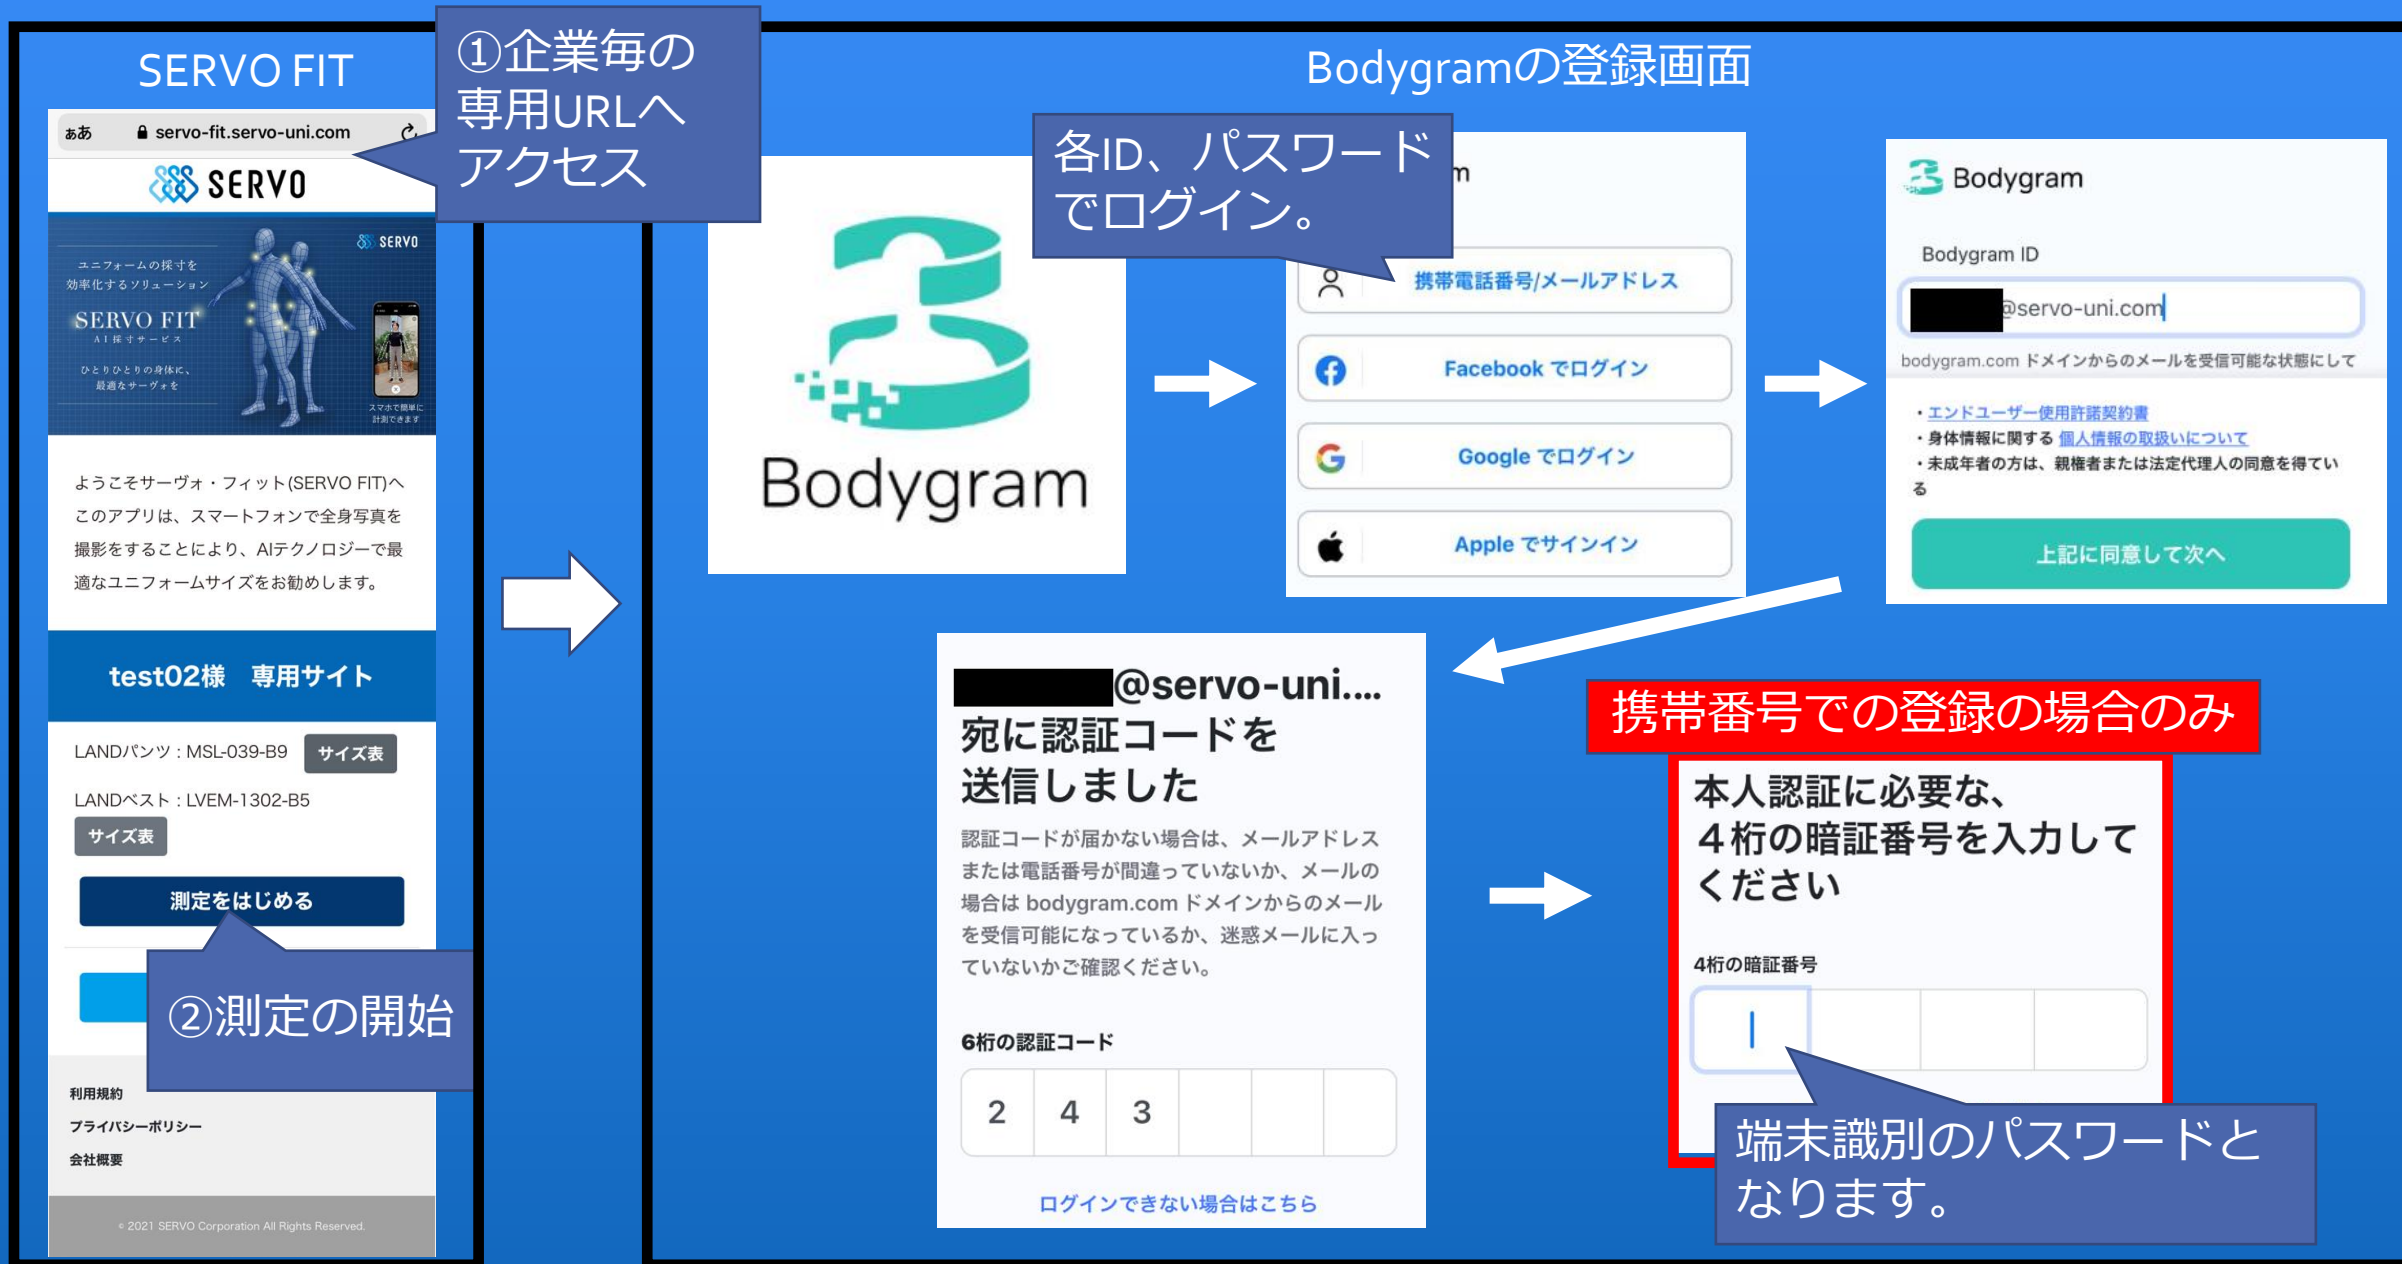 SERVO FIT
①企業毎の
専用URLへ
アクセス
ぁあ servo-fit.servo-uni.com
SERVO
SERVO
ユニフォームの採寸を
効率化するソリューション
SERVO FIT
AI採寸サービス
ひとりひとりの身体に、
最適なサーヴォを
スマホで簡単に
計測できます
ようこそサーヴォ・フィット(SERVO FIT)へ
このアプリは、スマートフォンで全身写真を
撮影をすることにより、AIテクノロジーで最
適なユニフォームサイズをお勧めします。
test02様　専用サイト
LANDパンツ : MSL-039-B9 サイズ表
LANDベスト : LVEM-1302-B5
サイズ表
測定をはじめる
②測定の開始
利用規約
プライバシーポリシー
会社概要
© 2021 SERVO Corporation All Rights Reserved.
Bodygramの登録画面
Bodygram
各ID、パスワード
でログイン。
m
携帯電話番号/メールアドレス
Facebook でログイン
Google でログイン
Apple でサインイン
Bodygram
Bodygram ID
@servo-uni.com
bodygram.com ドメインからのメールを受信可能な状態にして
・エンドユーザー使用許諾契約書
・身体情報に関する 個人情報の取扱いについて
・未成年者の方は、親権者または法定代理人の同意を得てい
る
上記に同意して次へ
@servo-uni....
宛に認証コードを
送信しました
認証コードが届かない場合は、メールアドレス
または電話番号が間違っていないか、メールの
場合は bodygram.com ドメインからのメール
を受信可能になっているか、迷惑メールに入っ
ていないかご確認ください。
6桁の認証コード
2 4 3
ログインできない場合はこちら
携帯番号での登録の場合のみ
本人認証に必要な、
４桁の暗証番号を入力して
ください
4桁の暗証番号
端末識別のパスワードと
なります。